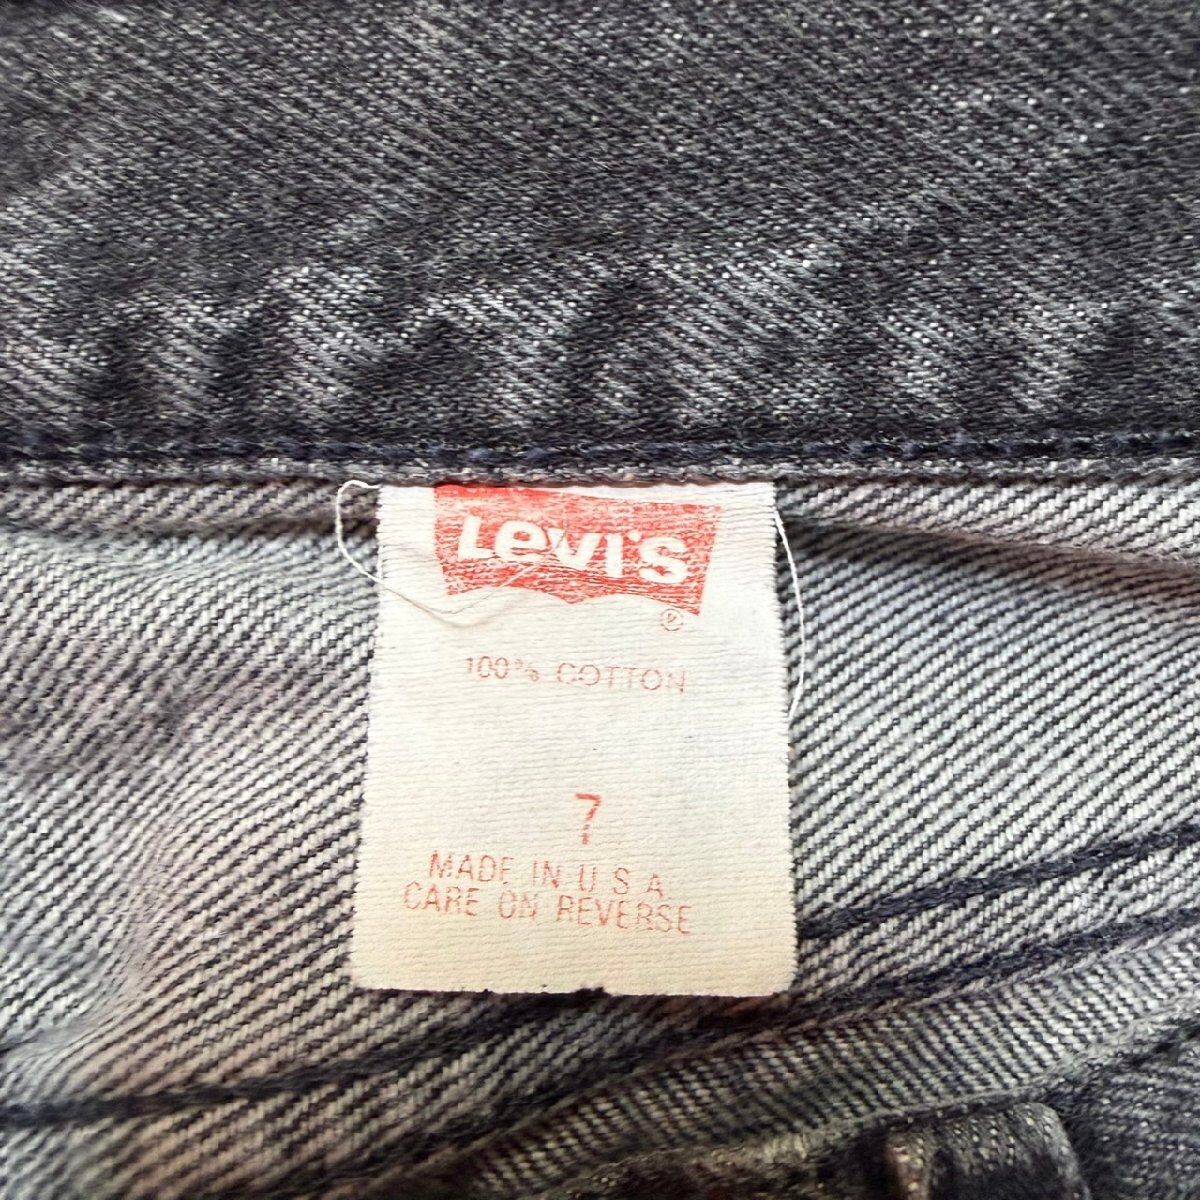 Levi's
®
100% COTTON
7
MADE IN U S A
CARE ON REVERSE